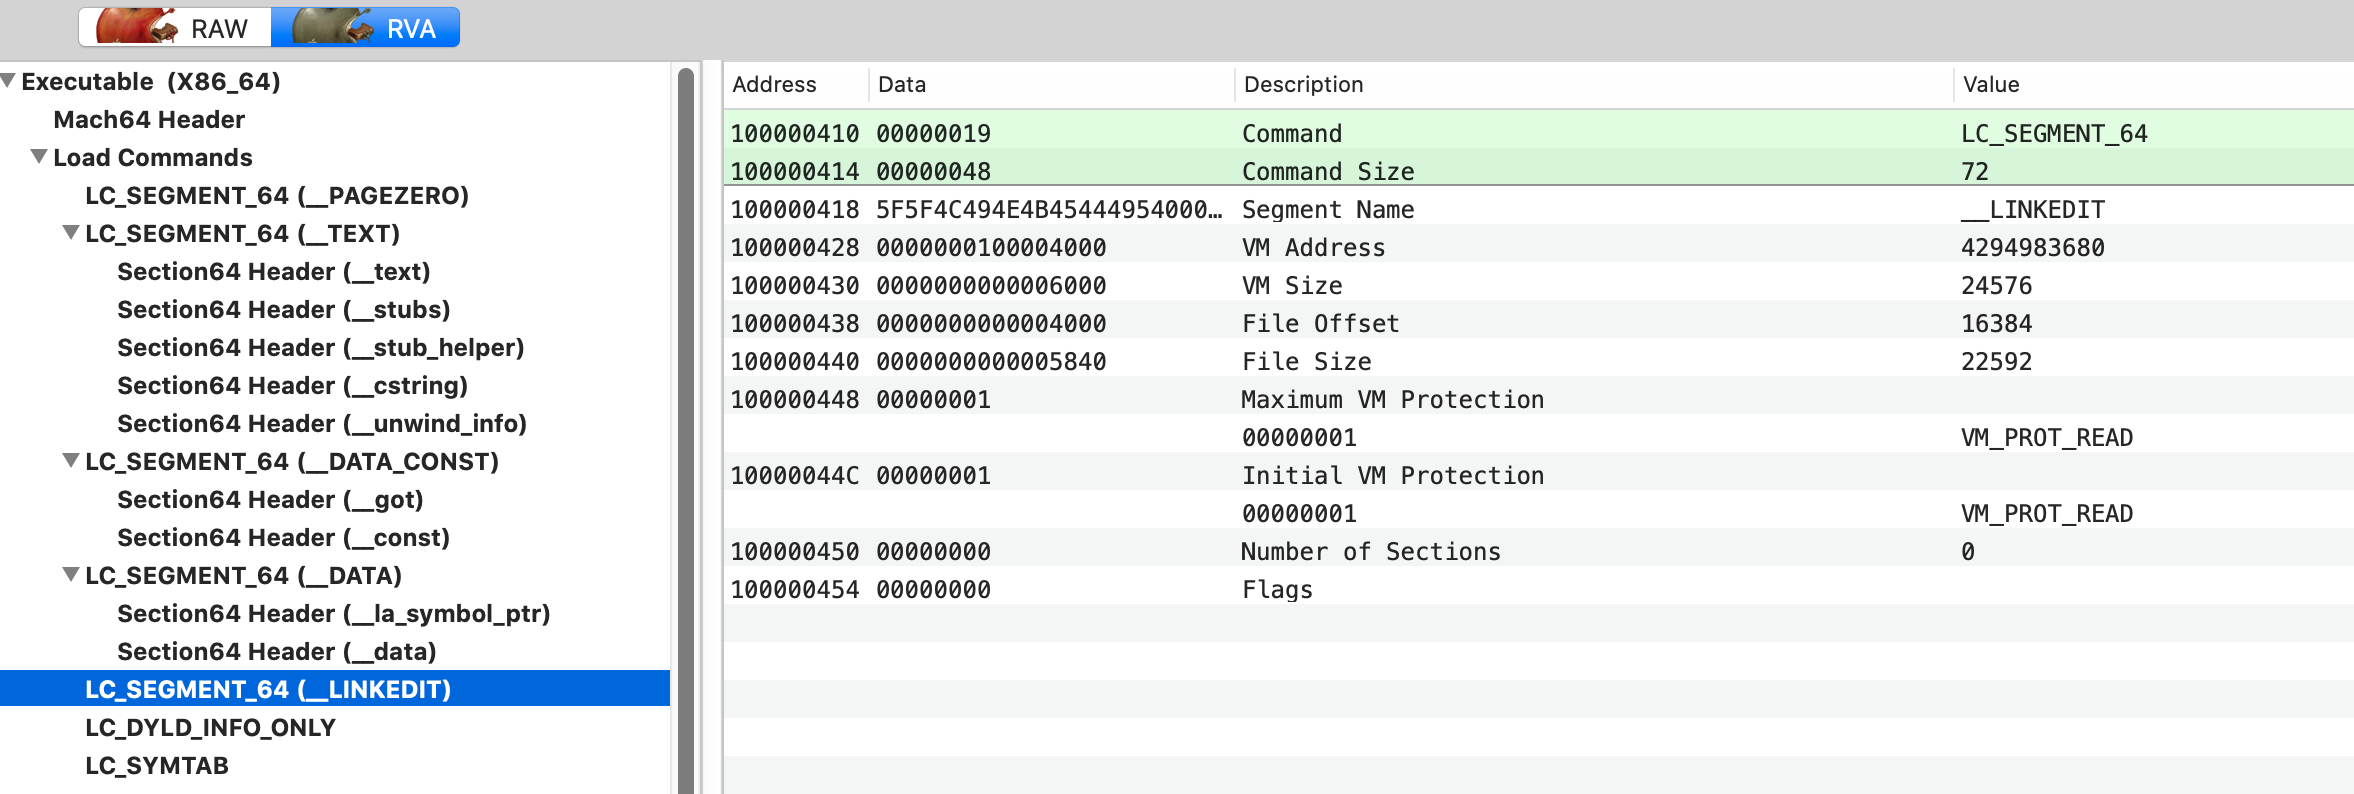 RAW RVA
Executable (X86_64)
Mach64 Header
Load Commands
LC_SEGMENT_64 (__PAGEZERO)
LC_SEGMENT_64 (__TEXT)
Section64 Header (__text)
Section64 Header (__stubs)
Section64 Header (__stub_helper)
Section64 Header (__cstring)
Section64 Header (__unwind_info)
LC_SEGMENT_64 (__DATA_CONST)
Section64 Header (__got)
Section64 Header (__const)
LC_SEGMENT_64 (__DATA)
Section64 Header (__la_symbol_ptr)
Section64 Header (__data)
LC_SEGMENT_64 (__LINKEDIT)
LC_DYLD_INFO_ONLY
LC_SYMTAB
Address Data Description Value
100000410 00000019 Command LC_SEGMENT_64
100000414 00000048 Command Size 72
100000418 5F5F4C494E4B45444954000… Segment Name __LINKEDIT
100000428 0000000100004000 VM Address 4294983680
100000430 0000000000006000 VM Size 24576
100000438 0000000000004000 File Offset 16384
100000440 0000000000005840 File Size 22592
100000448 00000001 Maximum VM Protection
00000001 VM_PROT_READ
10000044C 00000001 Initial VM Protection
00000001 VM_PROT_READ
100000450 00000000 Number of Sections 0
100000454 00000000 Flags